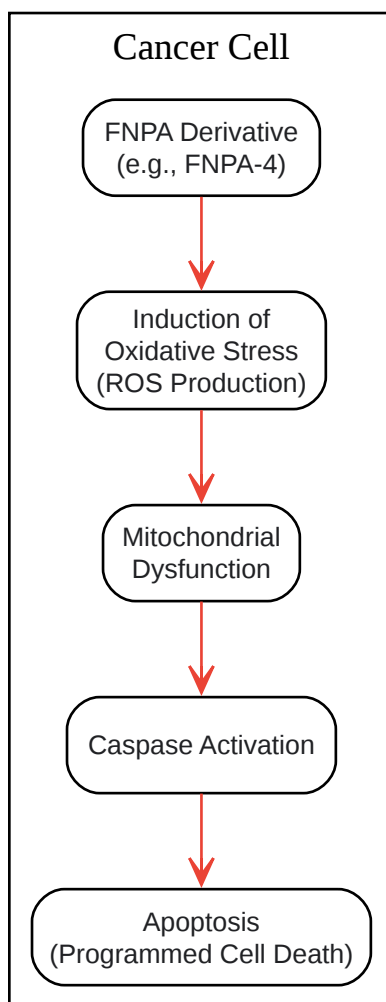 Cancer Cell
FNPA Derivative
(e.g., FNPA-4)
Induction of
Oxidative Stress
(ROS Production)
Mitochondrial
Dysfunction
Caspase Activation
Apoptosis
(Programmed Cell Death)